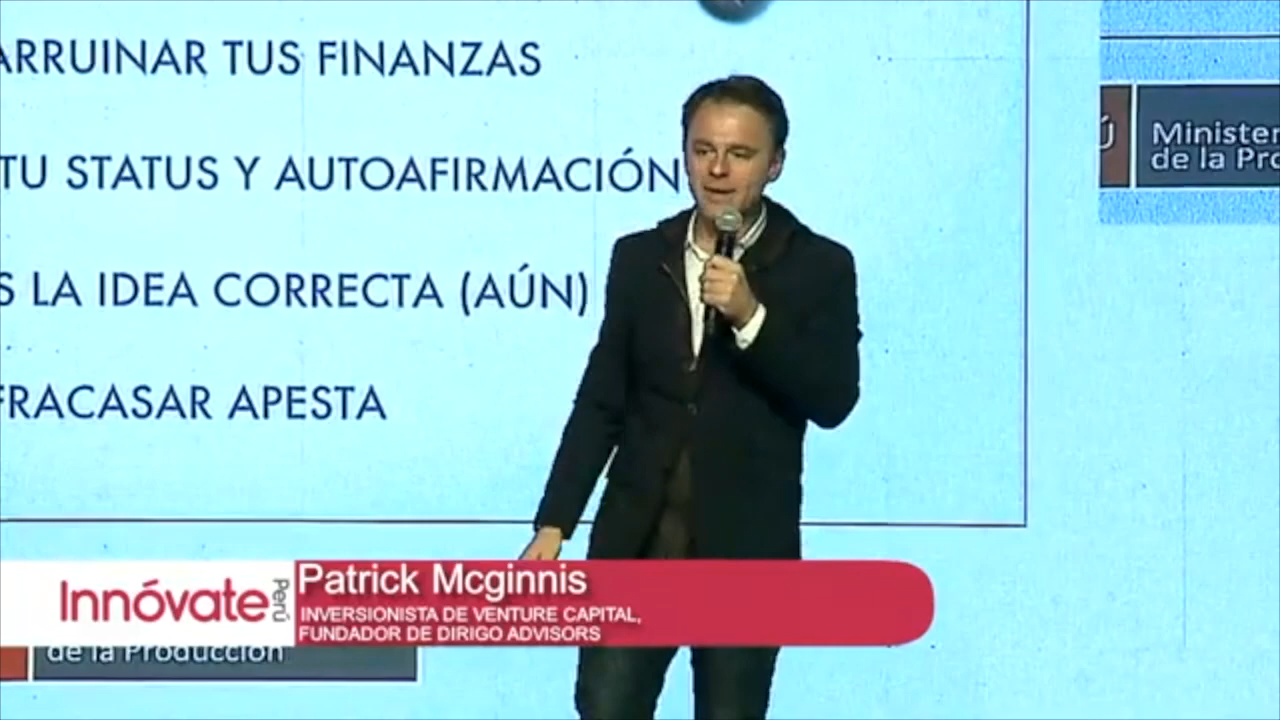 ARRUINAR TUS FINANZAS
TU STATUS Y AUTOAFIRMACIÓN
S LA IDEA CORRECTA (AÚN)
FRACASAR APESTA
Ú
Minister
de la Pro
Innóvate Perú
Patrick Mcginnis
INVERSIONISTA DE VENTURE CAPITAL,
FUNDADOR DE DIRIGO ADVISORS
de la Producción